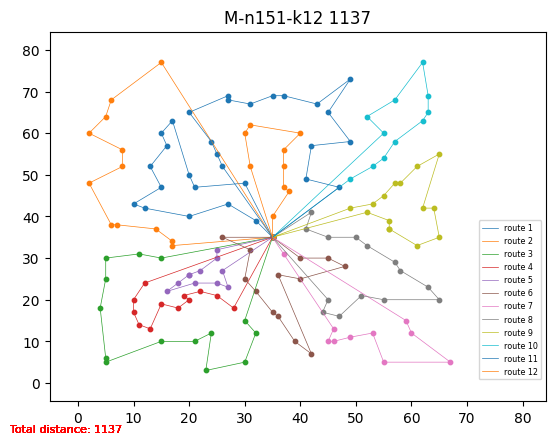 M-n151-k12 1137
80
70
60
50
40
30
20
10
0
0 10 20 30 40 50 60 70 80
route 1
route 2
route 3
route 4
route 5
route 6
route 7
route 8
route 9
route 10
route 11
route 12
Total distance: 1137